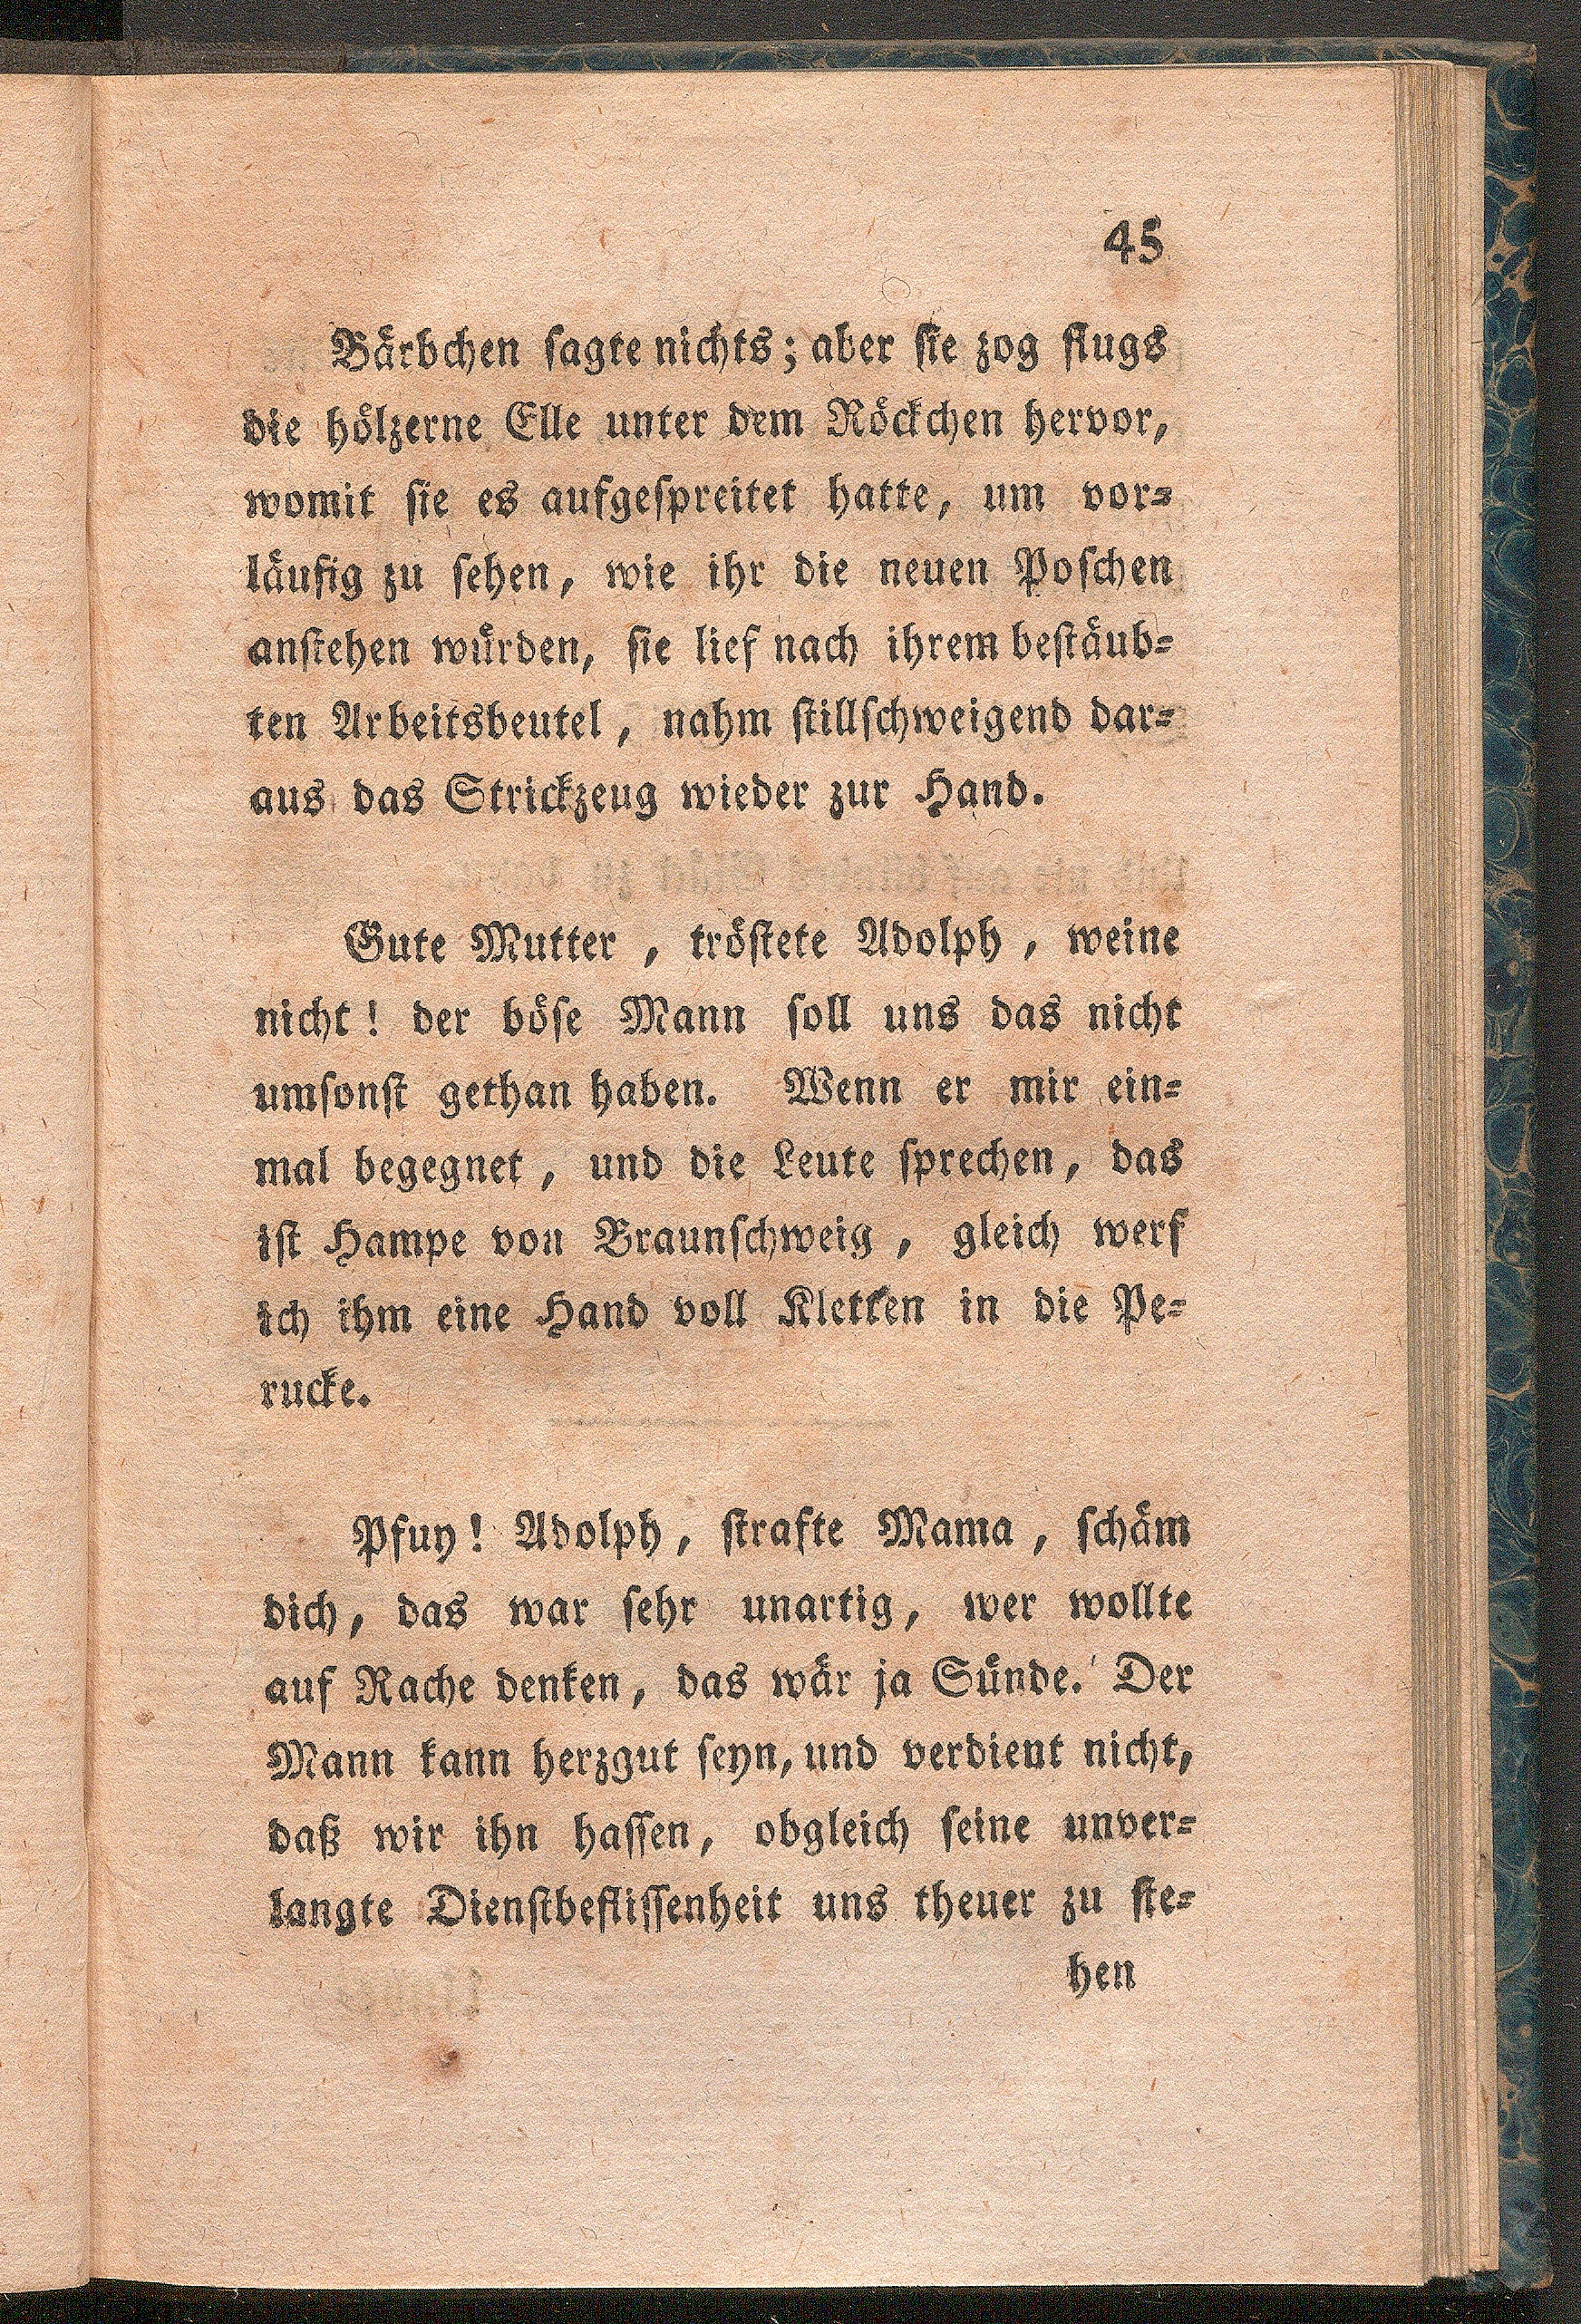 45
Bärbchen sagte nichts; aber sie zog flugs
die hölzerne Elle unter dem Röckchen hervor,
womit sie es aufgespreitet hatte, um vor⸗
läufig zu sehen, wie ihr die neuen Poschen
anstehen würden, sie lief nach ihrem bestäub⸗
ten Arbeitsbeutel, nahm stillschweigend dar⸗
aus das Strickzeug wieder zur Hand.
Gute Mutter, tröstete Adolph, weine
nicht! der böse Mann soll uns das nicht
umsonst gethan haben. Wenn er mir ein⸗
mal begegnet, und die Leute sprechen, das
ist Hampe von Braunschweig, gleich werf
ich ihm eine Hand voll Kletten in die Pe⸗
rucke.
Pfuy! Adolph, strafte Mama, schäm
dich, das war sehr unartig, wer wollte
auf Rache denken, das wär ja Sünde. Der
Mann kann herzgut seyn, und verdient nicht,
daß wir ihn hassen, obgleich seine unver⸗
langte Dienstbeflissenheit uns theuer zu ste⸗
hen